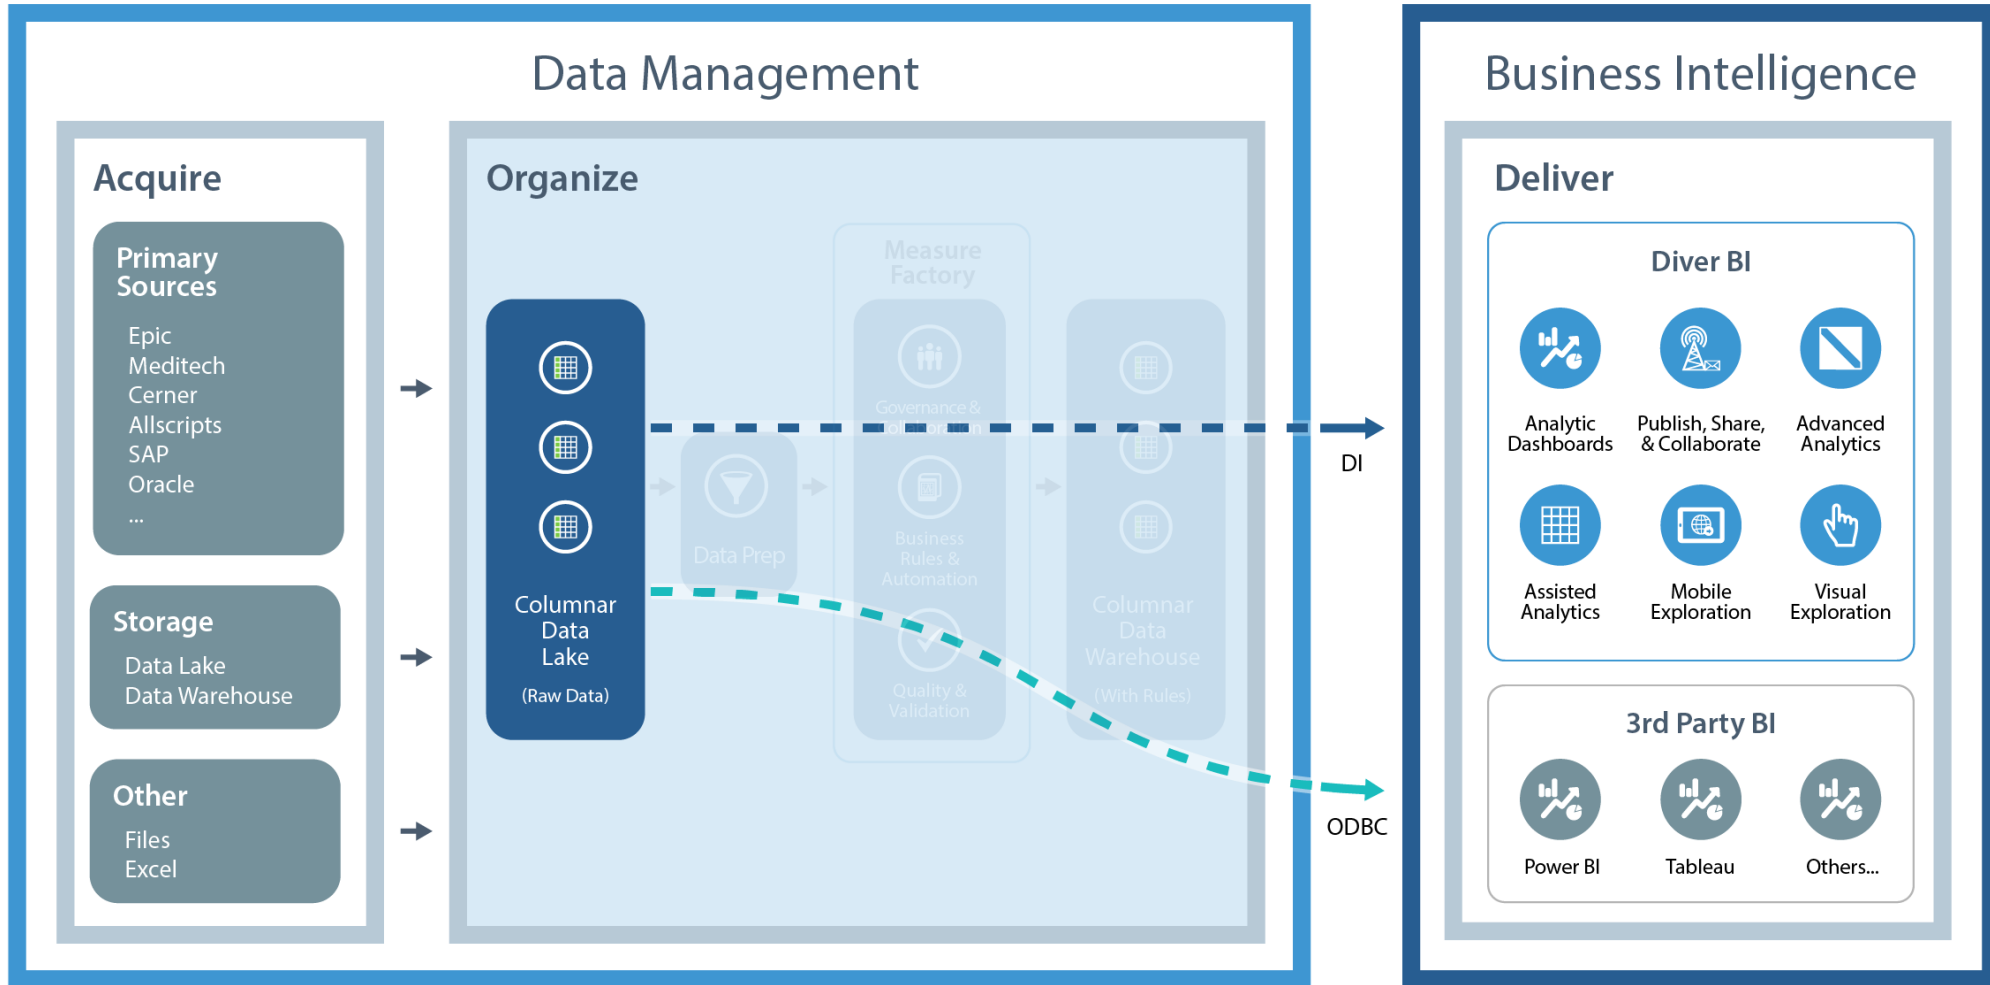 Data Management
Business Intelligence
Acquire
Primary
Sources
Epic
Meditech
Cerner
Allscripts
SAP
Oracle
...
Storage
Data Lake
Data Warehouse
Other
Files
Excel
Organize
Columnar
Data
Lake
(Raw Data)
Data Prep
Measure
Factory
Governance &
Collaboration
Business
Rules &
Automation
Quality &
Validation
Columnar
Data
Warehouse
(With Rules)
DI
ODBC
Deliver
Diver BI
Analytic
Dashboards
Publish, Share,
& Collaborate
Advanced
Analytics
Assisted
Analytics
Mobile
Exploration
Visual
Exploration
3rd Party BI
Power BI
Tableau
Others...